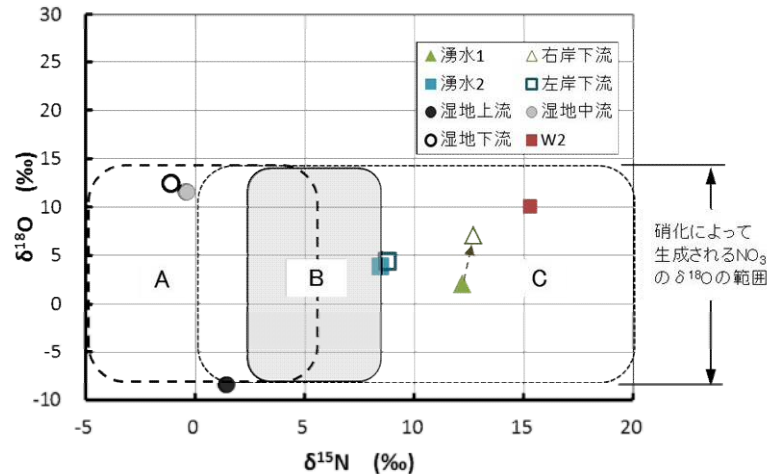 30
25
20
15
10
5
0
-5
-10
δ¹⁸O (‰)
▲湧水1 △右岸下流
■湧水2 □左岸下流
●湿地上流 ●湿地中流
○湿地下流 ■W2
A
B
C
硝化によって
生成されるNO₃
のδ¹⁸Oの範囲
-5 0 5 10 15 20
δ¹⁵N (‰)